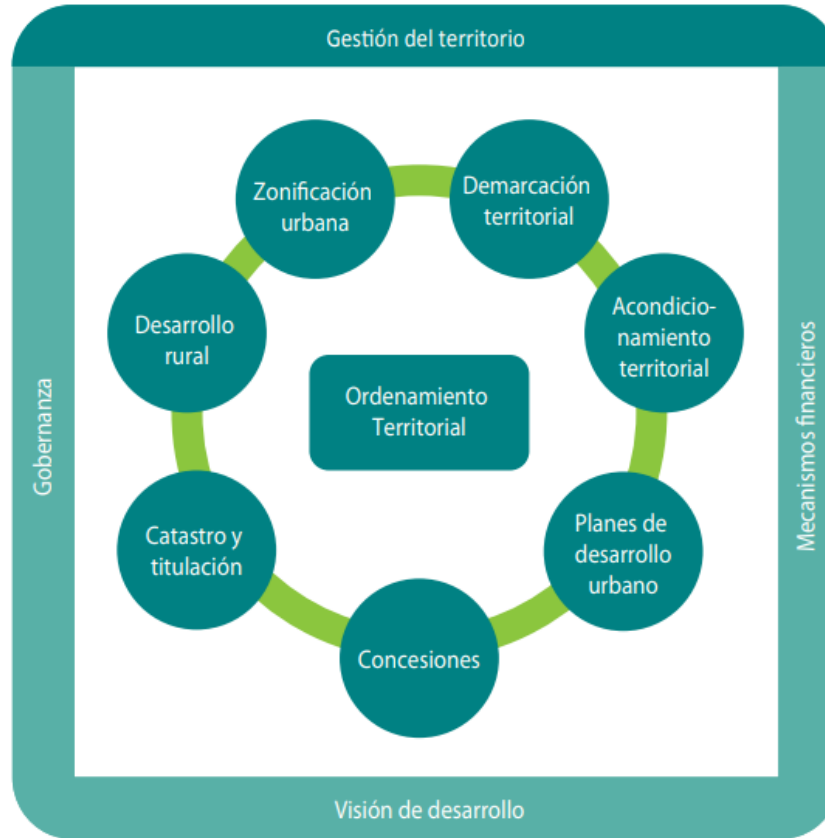 Gestión del territorio
Zonificación
urbana
Demarcación
territorial
Desarrollo
rural
Acondicio-
namiento
territorial
Ordenamiento
Territorial
Gobernanza
Mecanismos financieros
Catastro y
titulación
Planes de
desarrollo
urbano
Concesiones
Visión de desarrollo